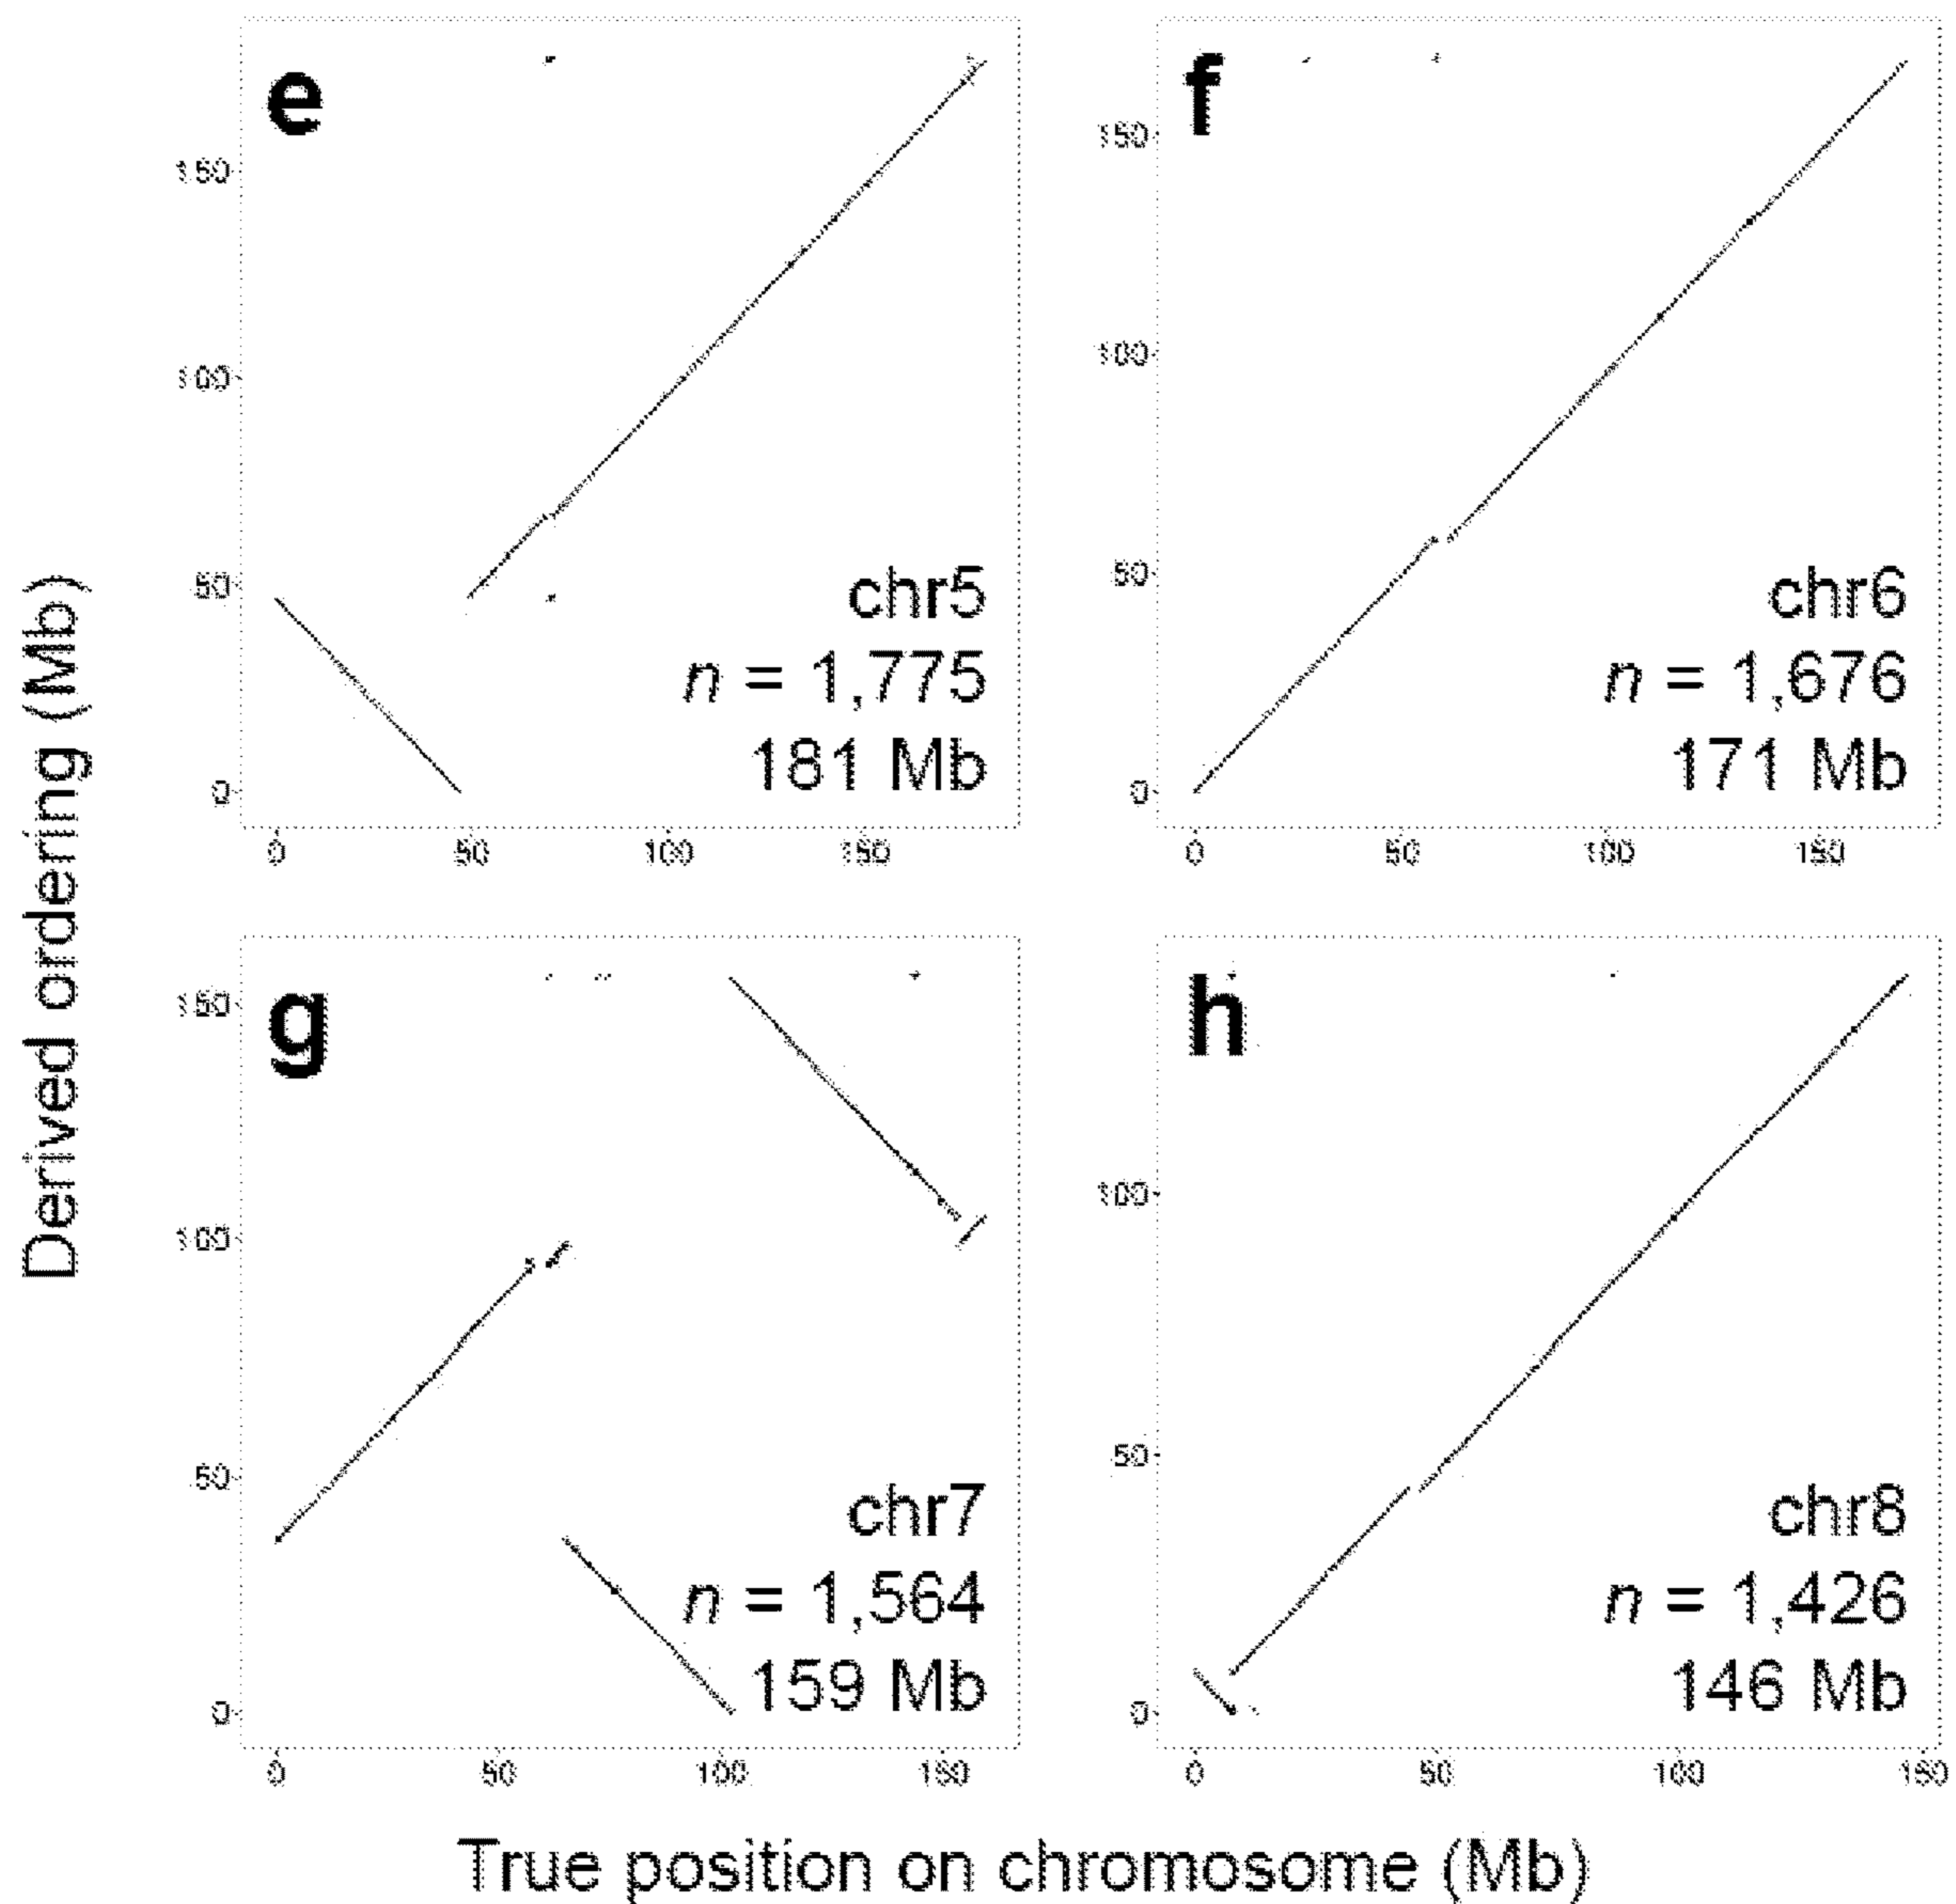 Derived ordering (Mb)
e
150
100
50
0
0 50 100 150
chr5
n = 1,775
181 Mb
f
150
100
50
0
0 50 100 150
chr6
n = 1,676
171 Mb
g
150
100
50
0
0 50 100 150
chr7
n = 1,564
159 Mb
h
100
50
0
0 50 100 150
chr8
n = 1,426
146 Mb
True position on chromosome (Mb)